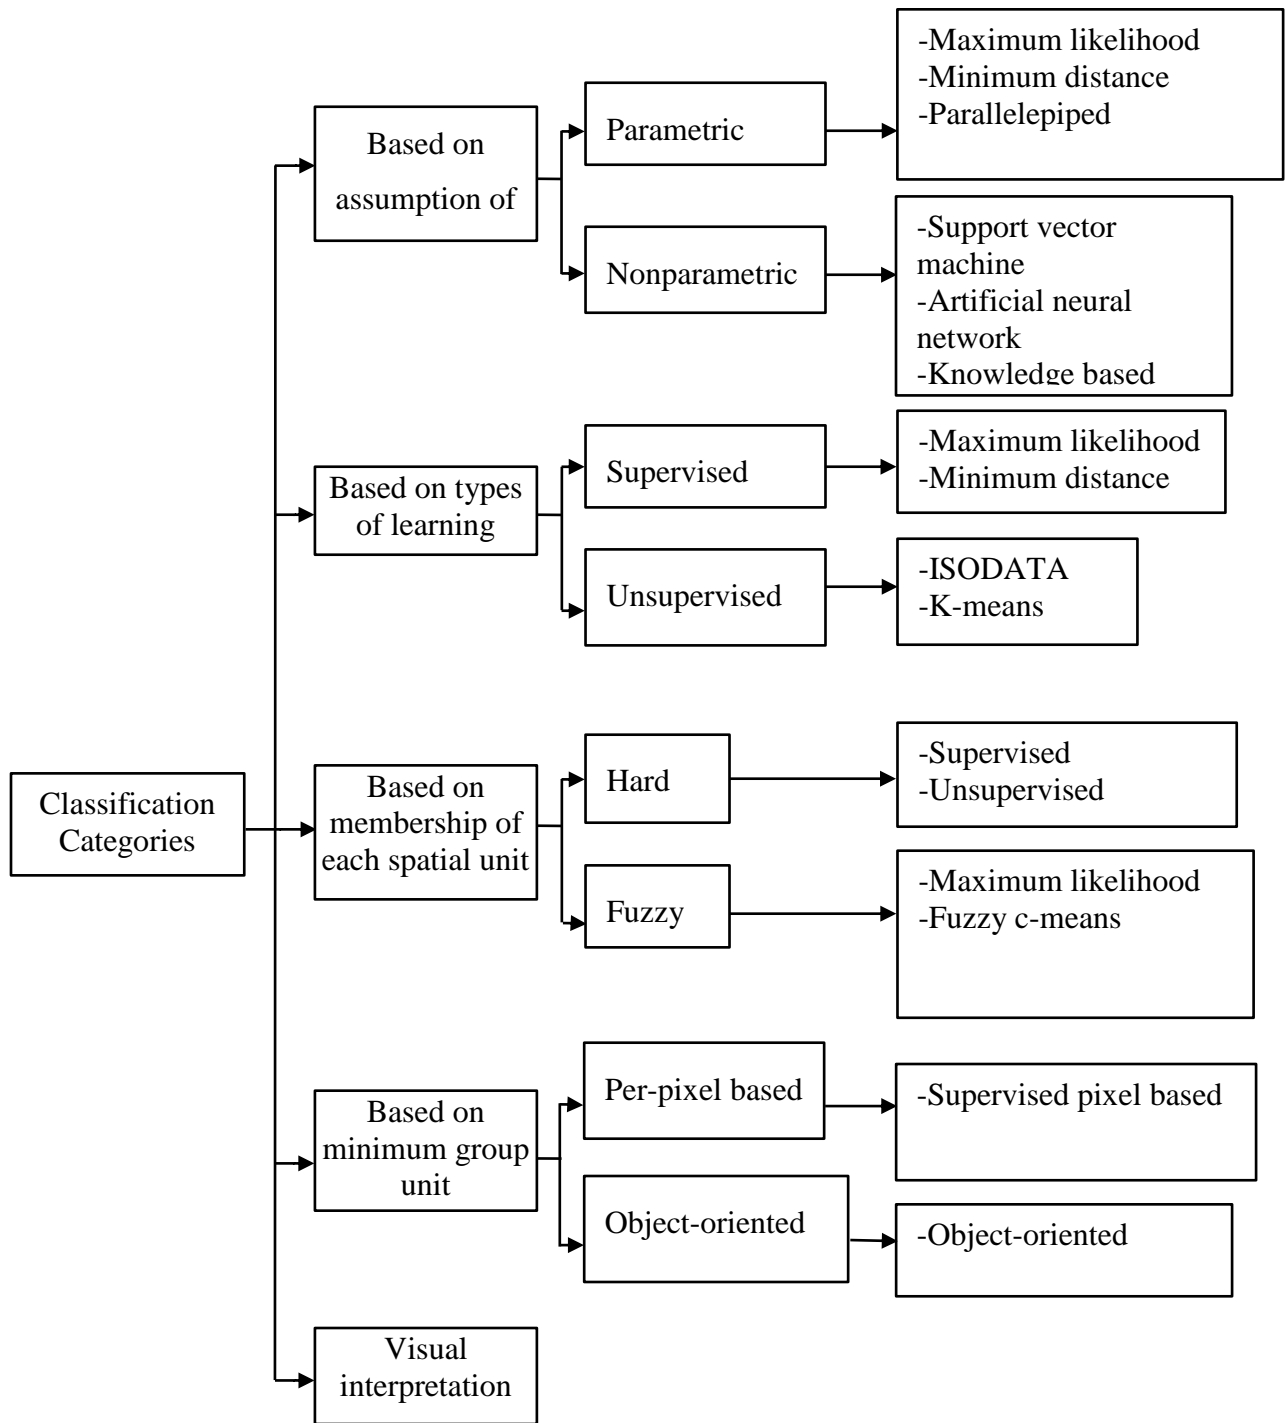 Classification
Categories
Based on
assumption of
Parametric
-Maximum likelihood
-Minimum distance
-Parallelepiped
Nonparametric
-Support vector
machine
-Artificial neural
network
-Knowledge based
Based on types
of learning
Supervised
-Maximum likelihood
-Minimum distance
Unsupervised
-ISODATA
-K-means
Based on
membership of
each spatial unit
Hard
-Supervised
-Unsupervised
Fuzzy
-Maximum likelihood
-Fuzzy c-means
Based on
minimum group
unit
Per-pixel based
-Supervised pixel based
Object-oriented
-Object-oriented
Visual
interpretation